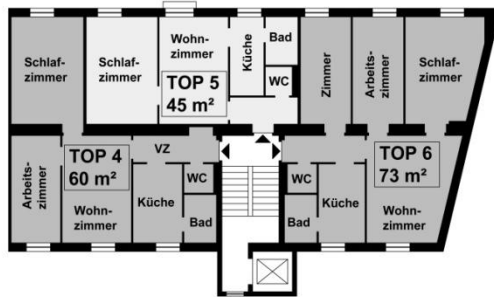 Schlaf-
zimmer
Schlaf-
zimmer
Wohn-
zimmer
Küche
Bad
WC
Zimmer
Arbeits-
zimmer
Schlaf-
zimmer
TOP 5
45 m²
Arbeits-
zimmer
TOP 4
60 m²
Wohn-
zimmer
VZ
Küche
WC
Bad
WC
Bad
Küche
TOP 6
73 m²
Wohn-
zimmer